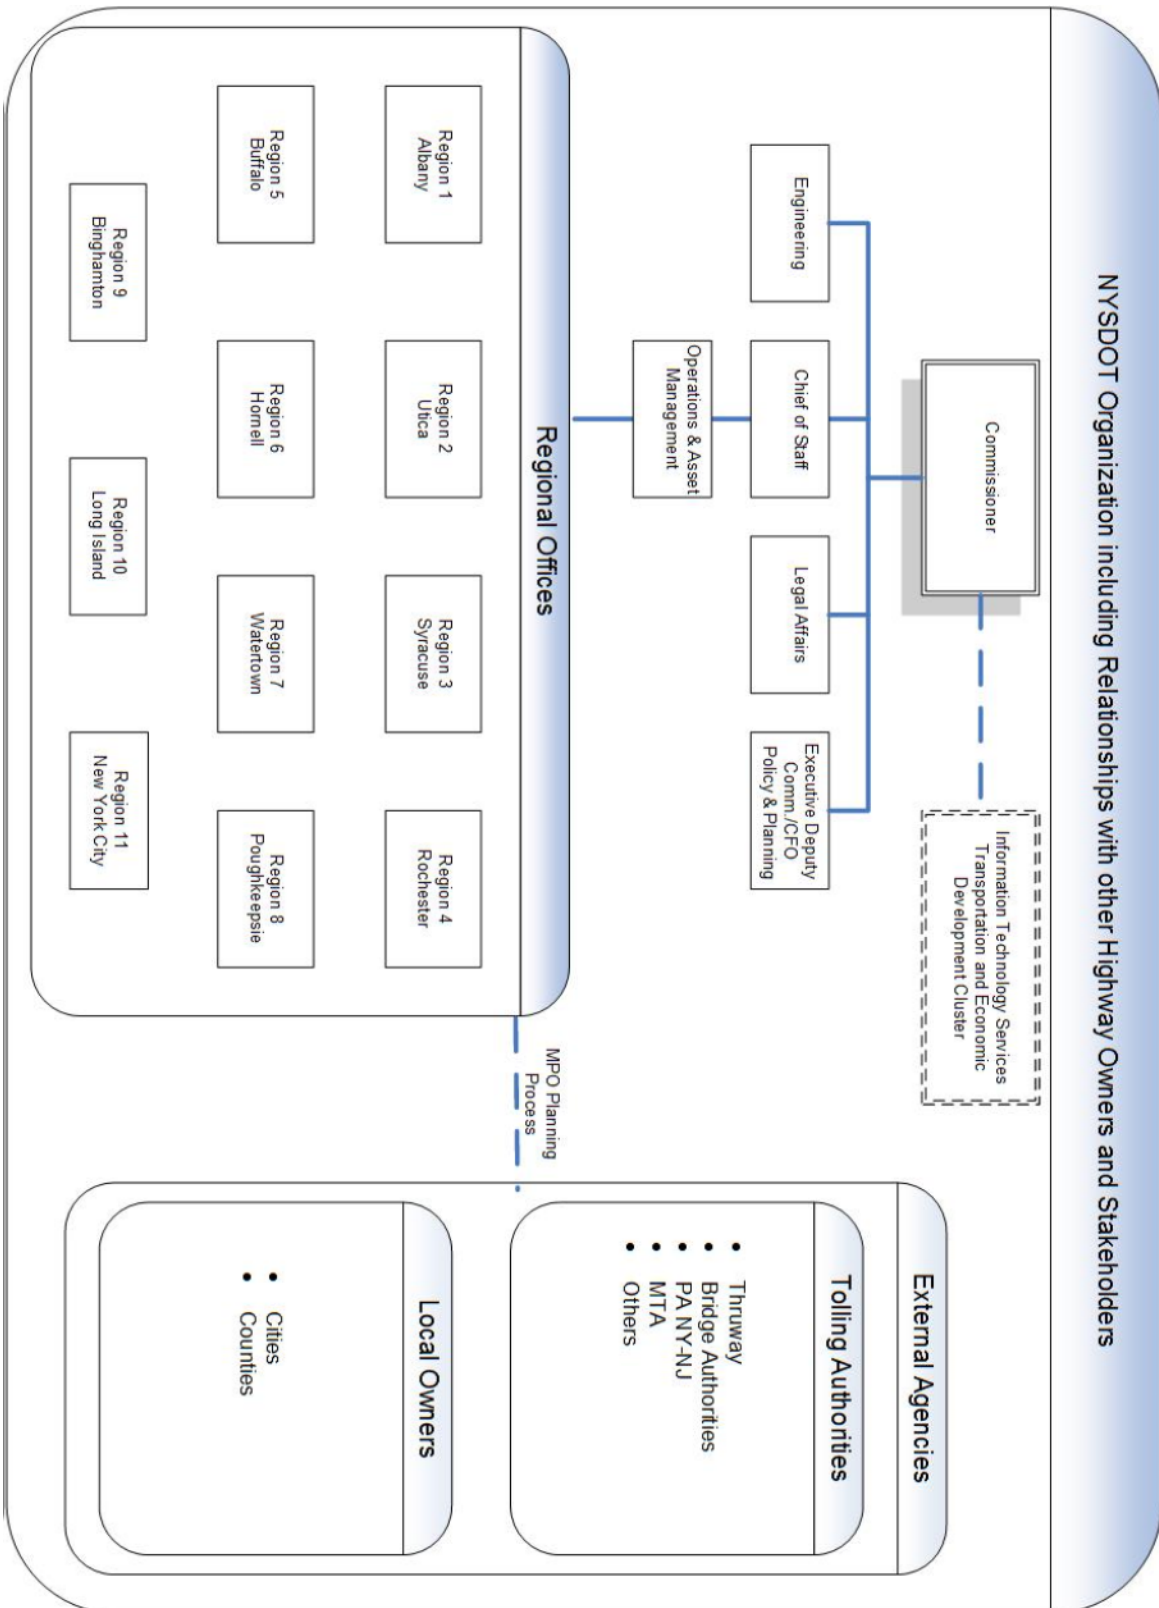 NYSDOT Organization including Relationships with other Highway Owners and Stakeholders
Commissioner
Information Technology Services
Transportation and Economic
Development Cluster
Engineering
Chief of Staff
Legal Affairs
Executive Deputy
Comm./CFO
Policy & Planning
Operations & Asset
Management
Regional Offices
Region 1
Albany
Region 2
Utica
Region 3
Syracuse
Region 4
Rochester
Region 5
Buffalo
Region 6
Hornell
Region 7
Watertown
Region 8
Poughkeepsie
Region 9
Binghamton
Region 10
Long Island
Region 11
New York City
MPO Planning
Process
External Agencies
Tolling Authorities
• Thruway
• Bridge Authorities
• PA NY-NJ
• MTA
• Others
Local Owners
• Cities
• Counties